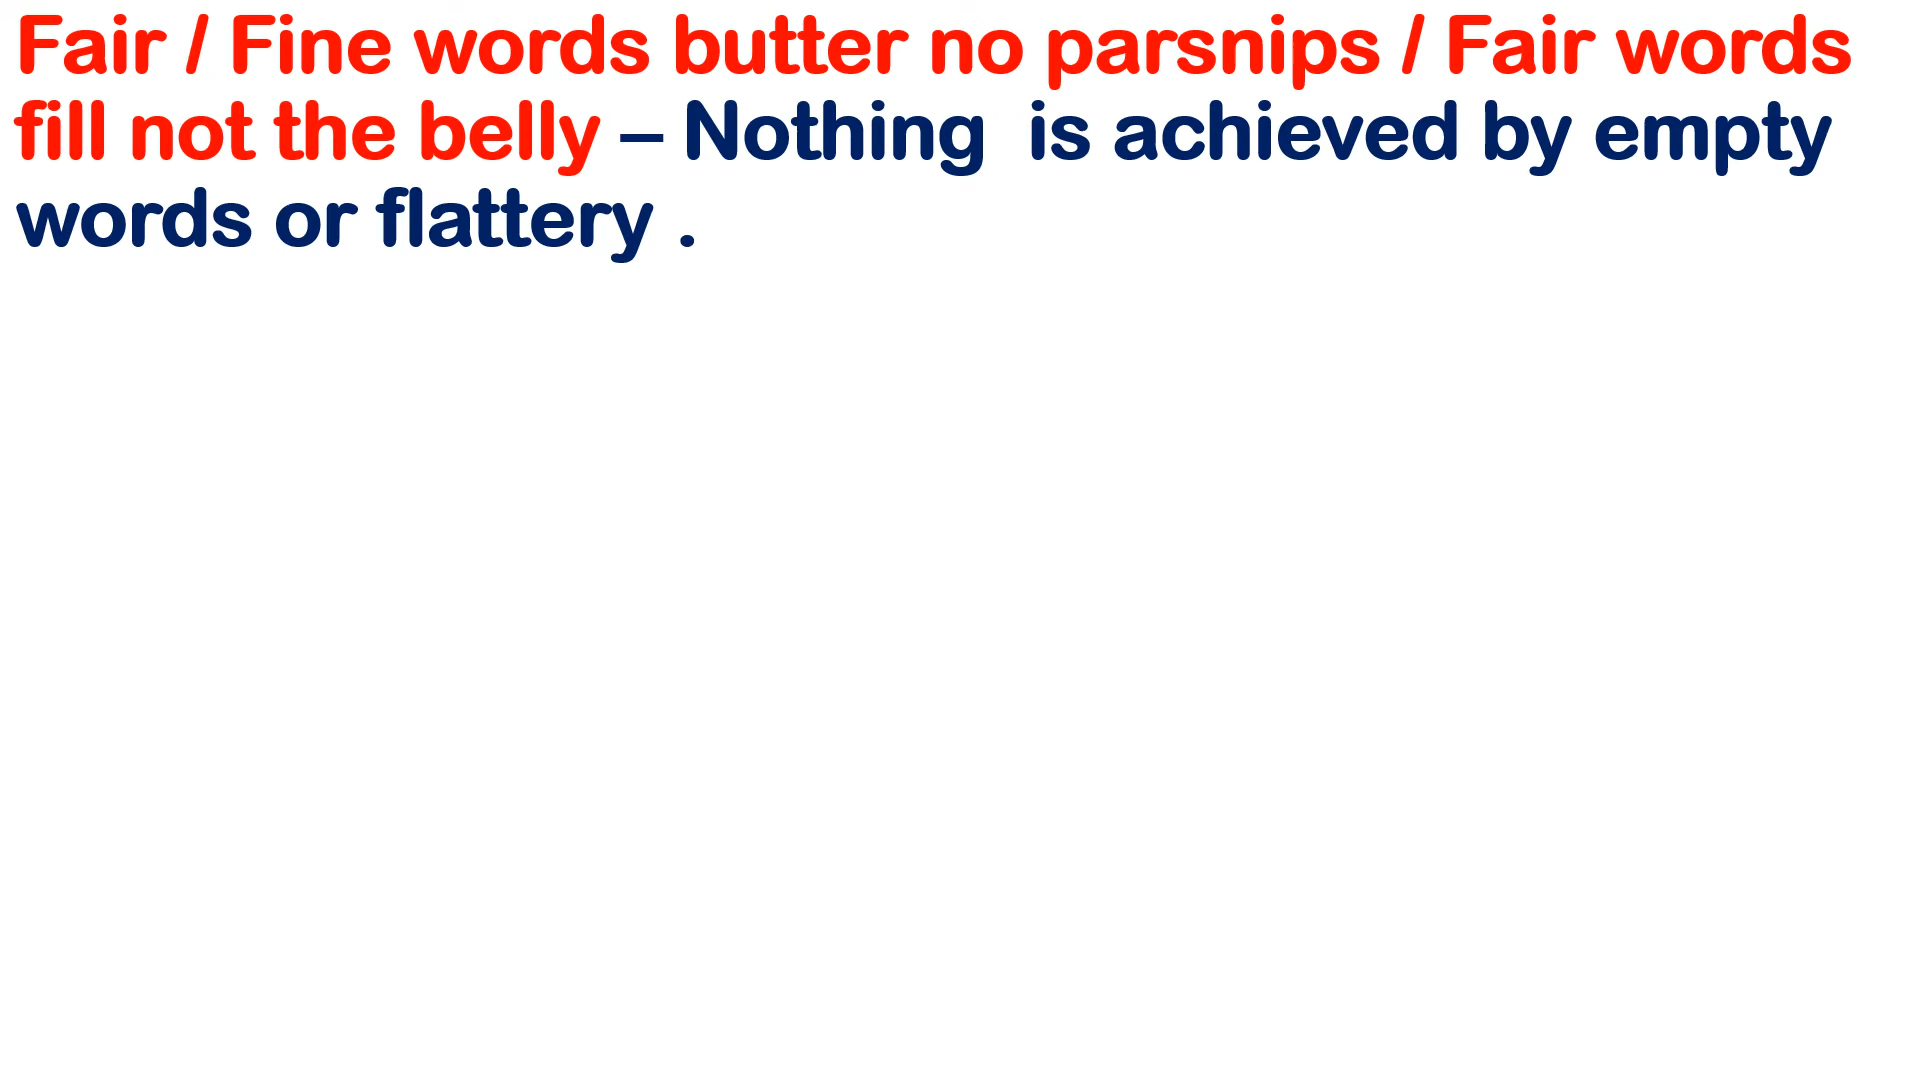 Fair / Fine words butter no parsnips / Fair words
fill not the belly – Nothing  is achieved by empty
words or flattery .